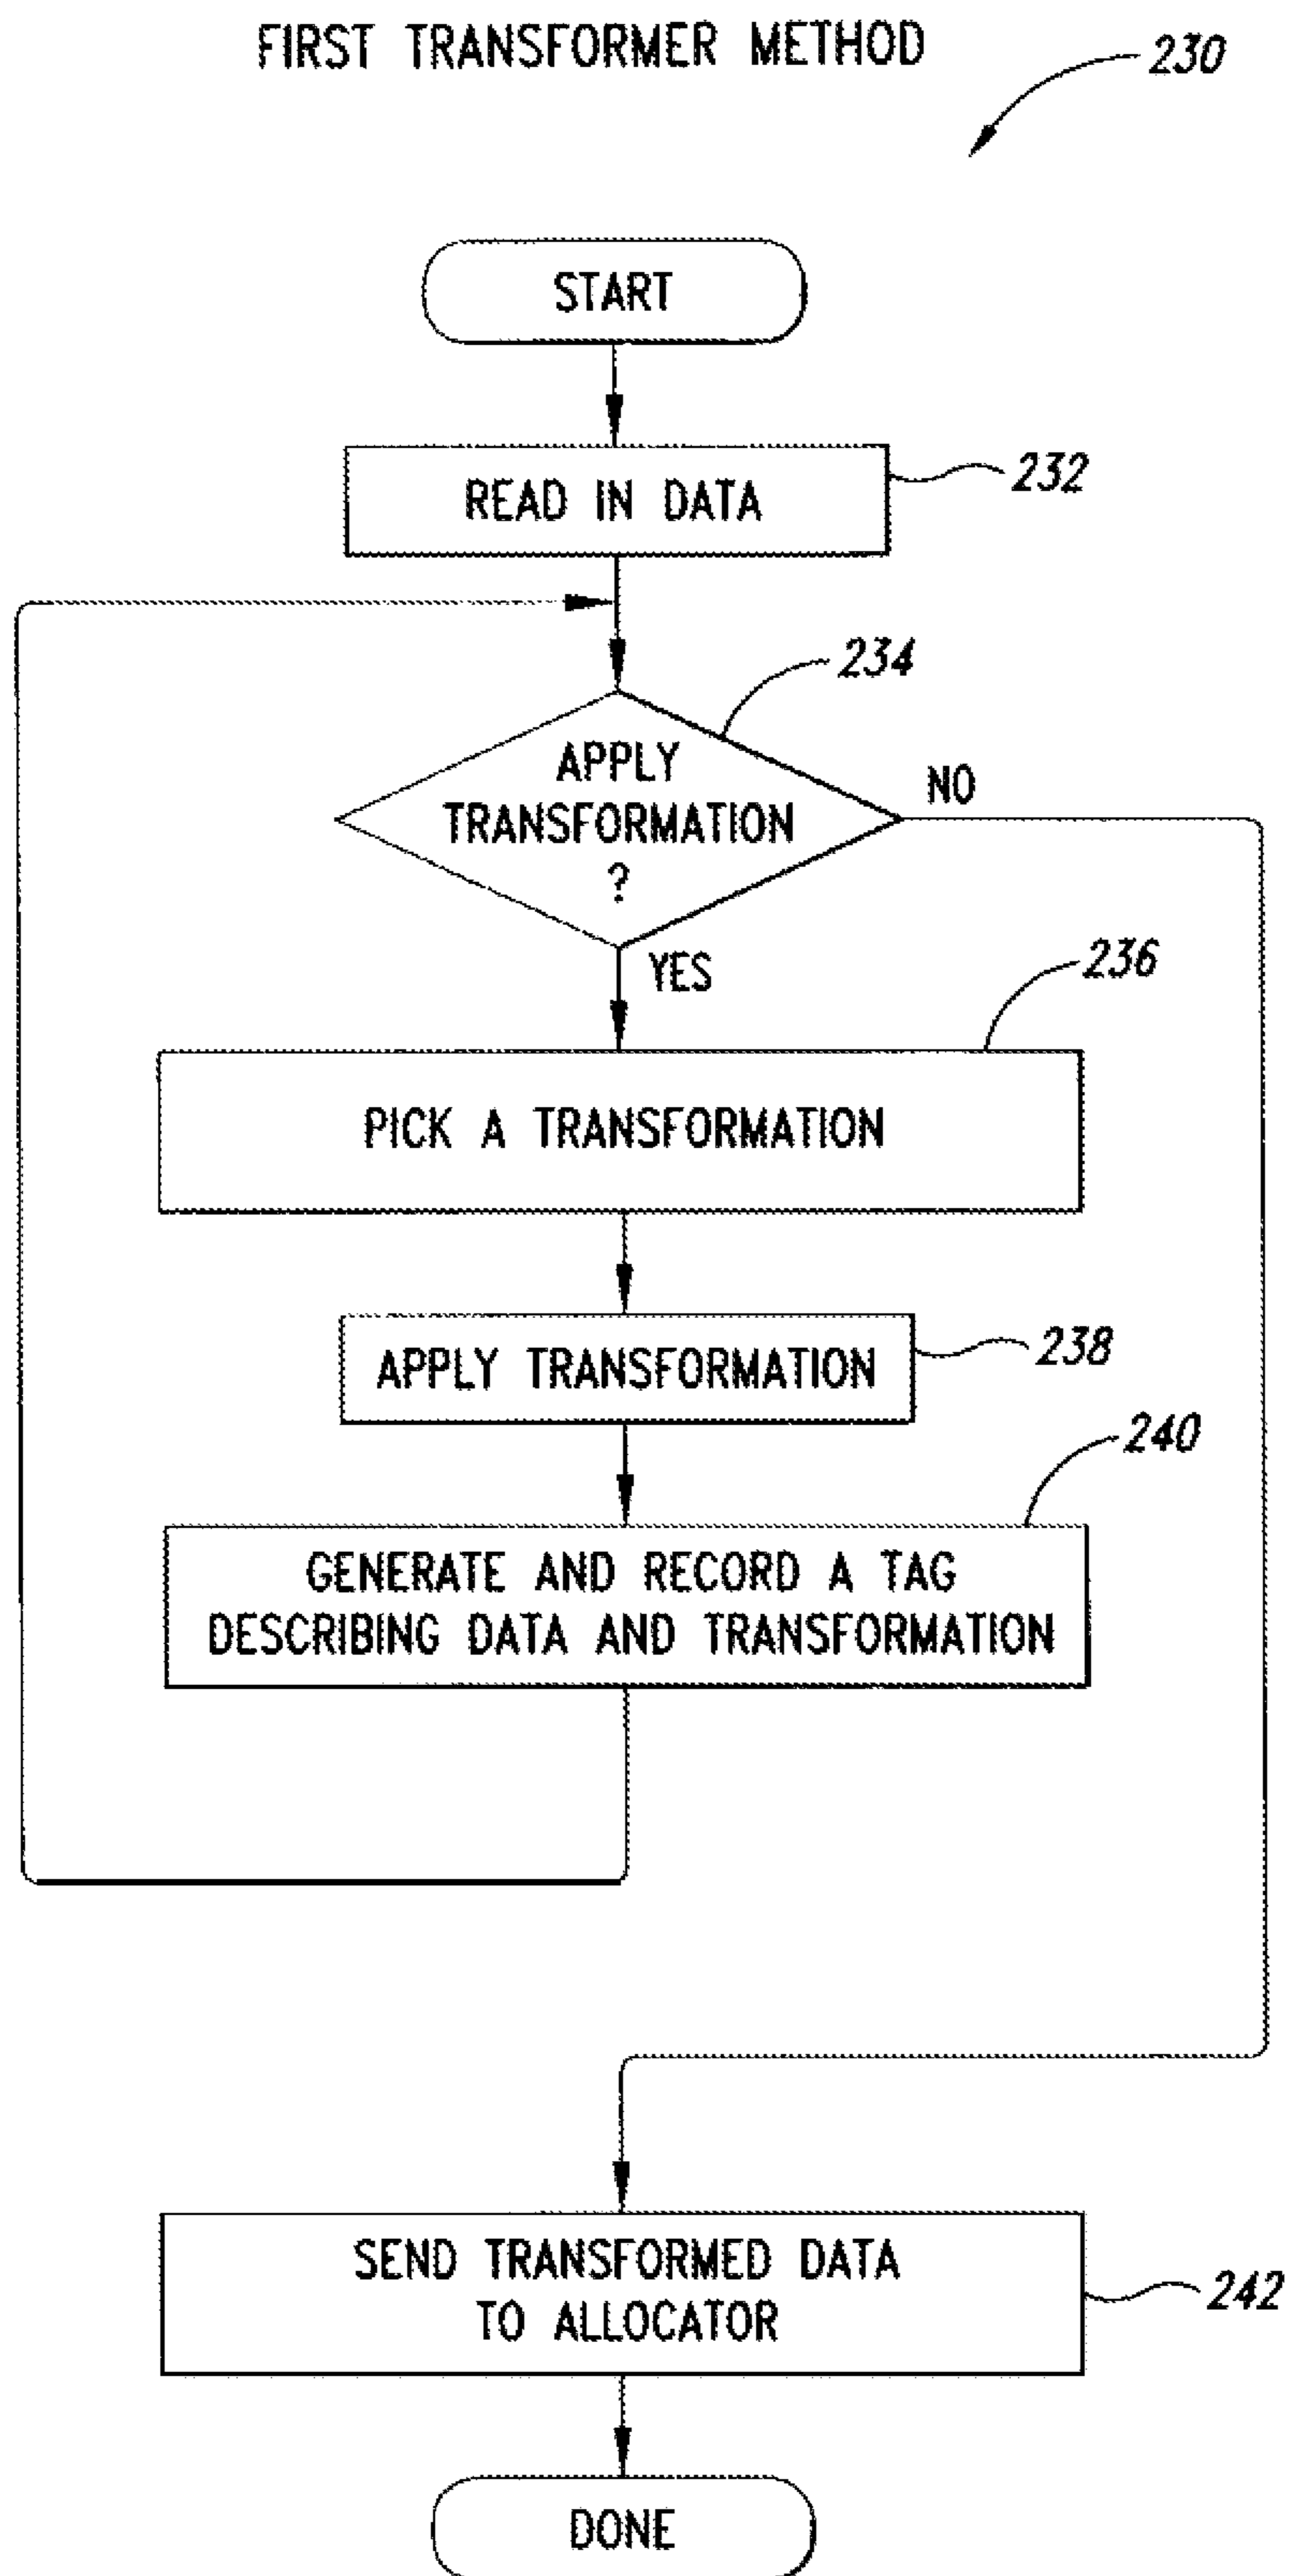 FIRST TRANSFORMER METHOD
230
START
READ IN DATA
232
234
APPLY
TRANSFORMATION
?
NO
YES
236
PICK A TRANSFORMATION
APPLY TRANSFORMATION
238
240
GENERATE AND RECORD A TAG
DESCRIBING DATA AND TRANSFORMATION
SEND TRANSFORMED DATA
TO ALLOCATOR
242
DONE